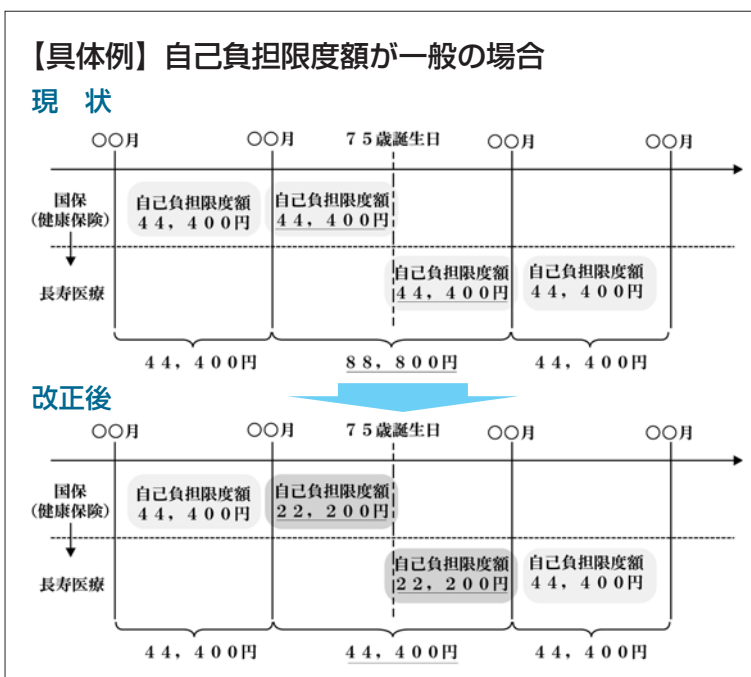 【具体例】自己負担限度額が一般の場合
現　状
○○月　○○月　７５歳誕生日　○○月　○○月
国保
（健康保険）
自己負担限度額
４４，４００円
自己負担限度額
４４，４００円
長寿医療
自己負担限度額
４４，４００円
自己負担限度額
４４，４００円
４４，４００円　８８，８００円　４４，４００円
改正後
○○月　○○月　７５歳誕生日　○○月　○○月
国保
（健康保険）
自己負担限度額
４４，４００円
自己負担限度額
２２，２００円
長寿医療
自己負担限度額
２２，２００円
自己負担限度額
４４，４００円
４４，４００円　４４，４００円　４４，４００円